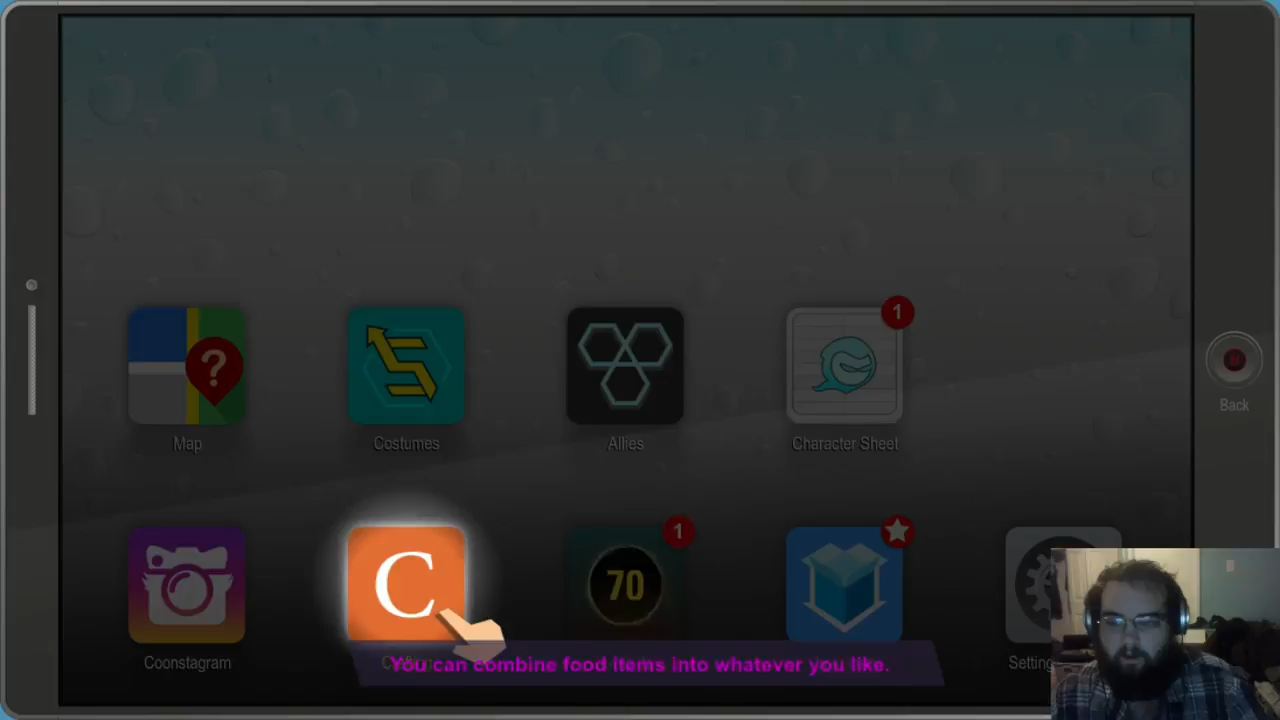 ?
1
Map
Costumes
Allies
Character Sheet
Back
1
C
70
You can combine food items into whatever you like.
Coonstagram